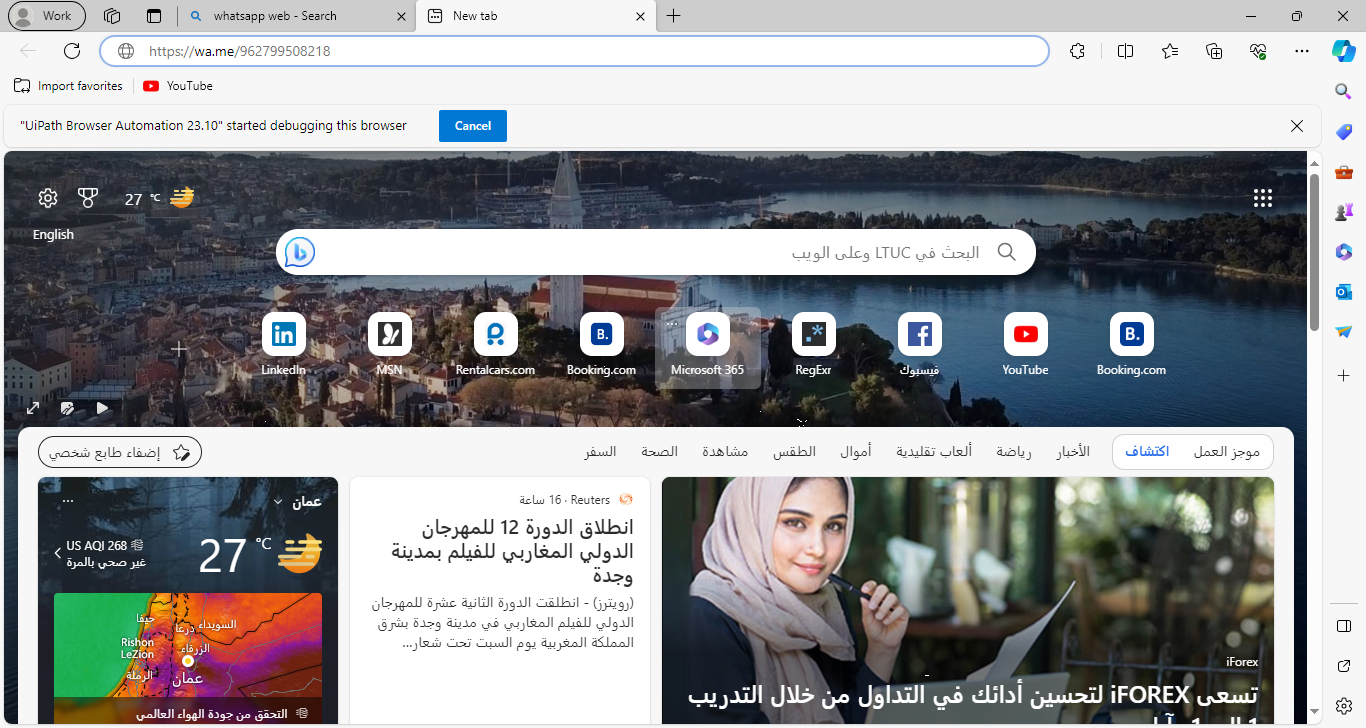 Work
whatsapp web - Search
New tab
https://wa.me/962799508218
Import favorites
YouTube
"UiPath Browser Automation 23.10" started debugging this browser
Cancel
27 °C
English
البحث في LTUC وعلى الويب
LinkedIn
MSN
Rentalcars.com
Booking.com
Microsoft 365
RegExr
فيسبوك
YouTube
Booking.com
موجز العمل
اكتشاف
الأخبار
رياضة
ألعاب تقليدية
أموال
الطقس
مشاهدة
الصحة
السفر
إضفاء طابع شخصي
عمان
27 °C
US AQI 268
غير صحي بالمرة
حيفا
درعا
السويداء
Rishon LeZion
الزرقاء
الرملة
عمان
التحقق من جودة الهواء العالمي
Reuters · 16 ساعة
انطلاق الدورة 12 للمهرجان
الدولي المغاربي للفيلم بمدينة
وجدة
(رويترز) - انطلقت الدورة الثانية عشرة للمهرجان
الدولي للفيلم المغاربي في مدينة وجدة بشرق
المملكة المغربية يوم السبت تحت شعار...
iForex
تسعى iFOREX لتحسين أدائك في التداول من خلال التدريب